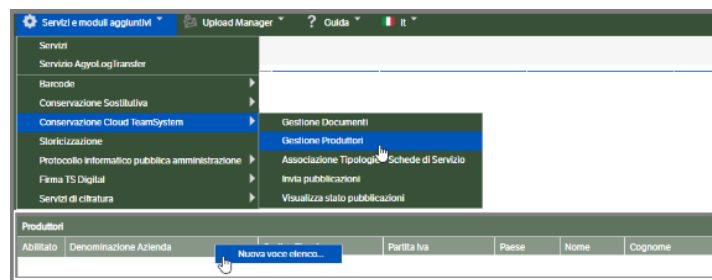 Servizi e moduli aggiuntivi Upload Manager ? Guida It
Servizi
Servizio AgyoLogTransfer
Barcode
Conservazione Sostitutiva
Conservazione Cloud TeamSystem
Gestione Documenti
Storicizzazione
Gestione Produttori
Protocollo informatico pubblica amministrazione
Associazione Tipologie Schede di Servizio
Firma TS Digital
Invia pubblicazioni
Servizi di cifratura
Visualizza stato pubblicazioni
Produttori
Abilitato Denominazione Azienda Partita Iva Paese Nome Cognome
Nuova voce elenco...